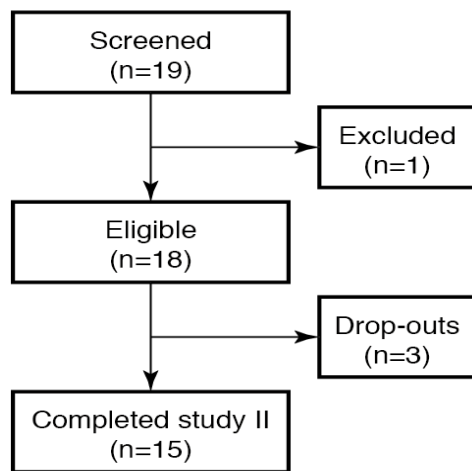 Screened
(n=19)
Excluded
(n=1)
Eligible
(n=18)
Drop-outs
(n=3)
Completed study II
(n=15)